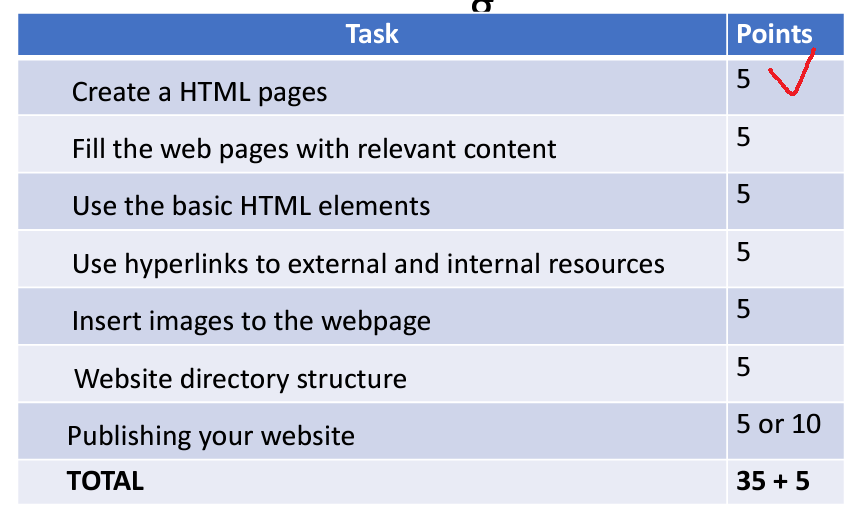 Task Points
Create a HTML pages 5
Fill the web pages with relevant content 5
Use the basic HTML elements 5
Use hyperlinks to external and internal resources 5
Insert images to the webpage 5
Website directory structure 5
Publishing your website 5 or 10
TOTAL 35 + 5